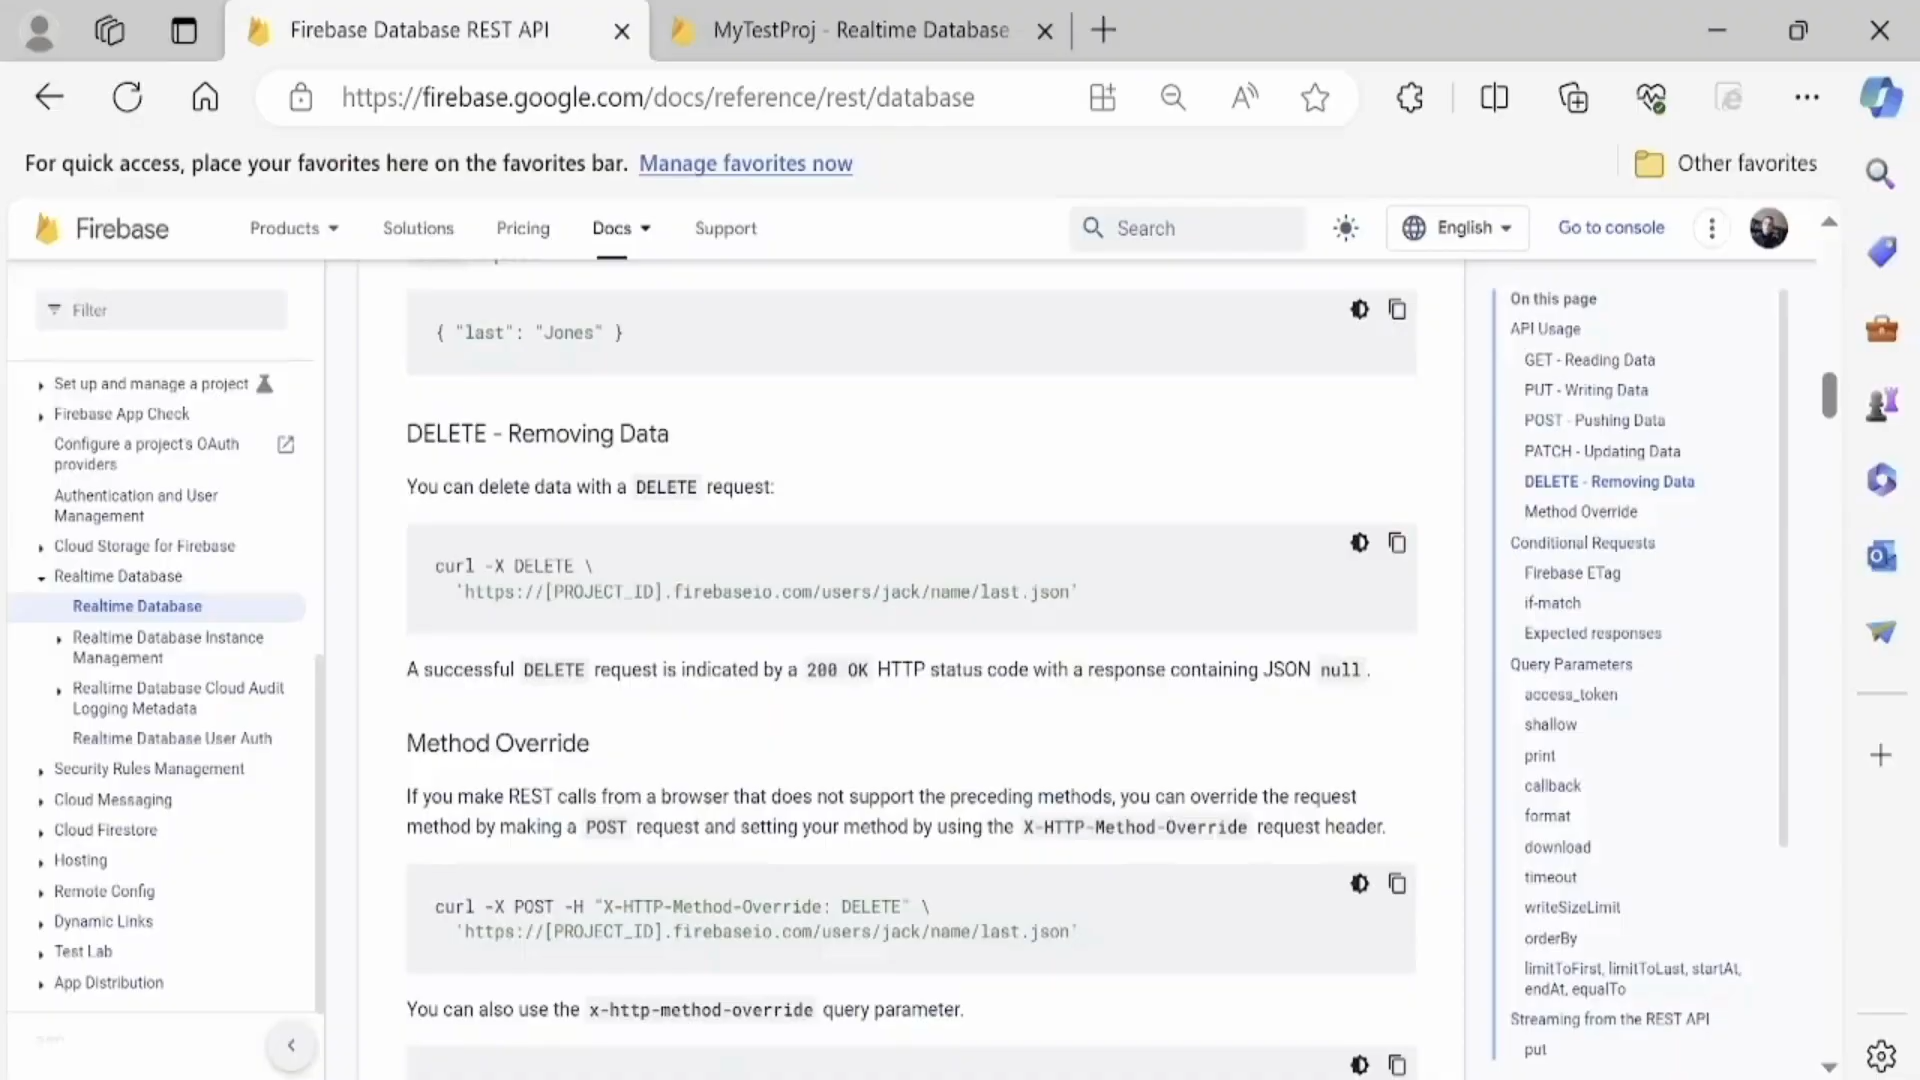 Firebase Database REST API
MyTestProj - Realtime Database
https://firebase.google.com/docs/reference/rest/database
For quick access, place your favorites here on the favorites bar. Manage favorites now
Other favorites
Firebase
Products
Solutions
Pricing
Docs
Support
Search
English
Go to console
Filter
Set up and manage a project
Firebase App Check
Configure a project's OAuth
providers
Authentication and User
Management
Cloud Storage for Firebase
Realtime Database
Realtime Database
Realtime Database Instance
Management
Realtime Database Cloud Audit
Logging Metadata
Realtime Database User Auth
Security Rules Management
Cloud Messaging
Cloud Firestore
Hosting
Remote Config
Dynamic Links
Test Lab
App Distribution
{ "last": "Jones" }
DELETE - Removing Data
You can delete data with a DELETE request:
curl -X DELETE \
'https://[PROJECT_ID].firebaseio.com/users/jack/name/last.json'
A successful DELETE request is indicated by a 200 OK HTTP status code with a response containing JSON null.
Method Override
If you make REST calls from a browser that does not support the preceding methods, you can override the request
method by making a POST request and setting your method by using the X-HTTP-Method-Override request header.
curl -X POST -H "X-HTTP-Method-Override: DELETE" \
'https://[PROJECT_ID].firebaseio.com/users/jack/name/last.json'
You can also use the x-http-method-override query parameter.
On this page
API Usage
GET - Reading Data
PUT - Writing Data
POST - Pushing Data
PATCH - Updating Data
DELETE - Removing Data
Method Override
Conditional Requests
Firebase ETag
if-match
Expected responses
Query Parameters
access_token
shallow
print
callback
format
download
timeout
writeSizeLimit
orderBy
limitToFirst, limitToLast, startAt,
endAt, equalTo
Streaming from the REST API
put